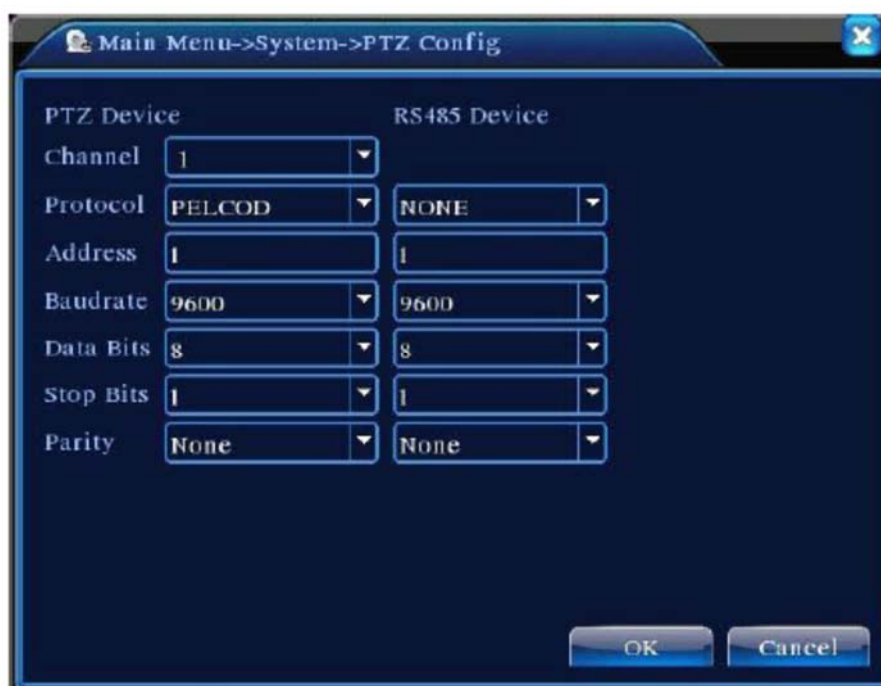 Main Menu->System->PTZ Config
PTZ Device RS485 Device
Channel 1
Protocol PELCOD NONE
Address 1 1
Baudrate 9600 9600
Data Bits 8 8
Stop Bits 1 1
Parity None None
OK Cancel